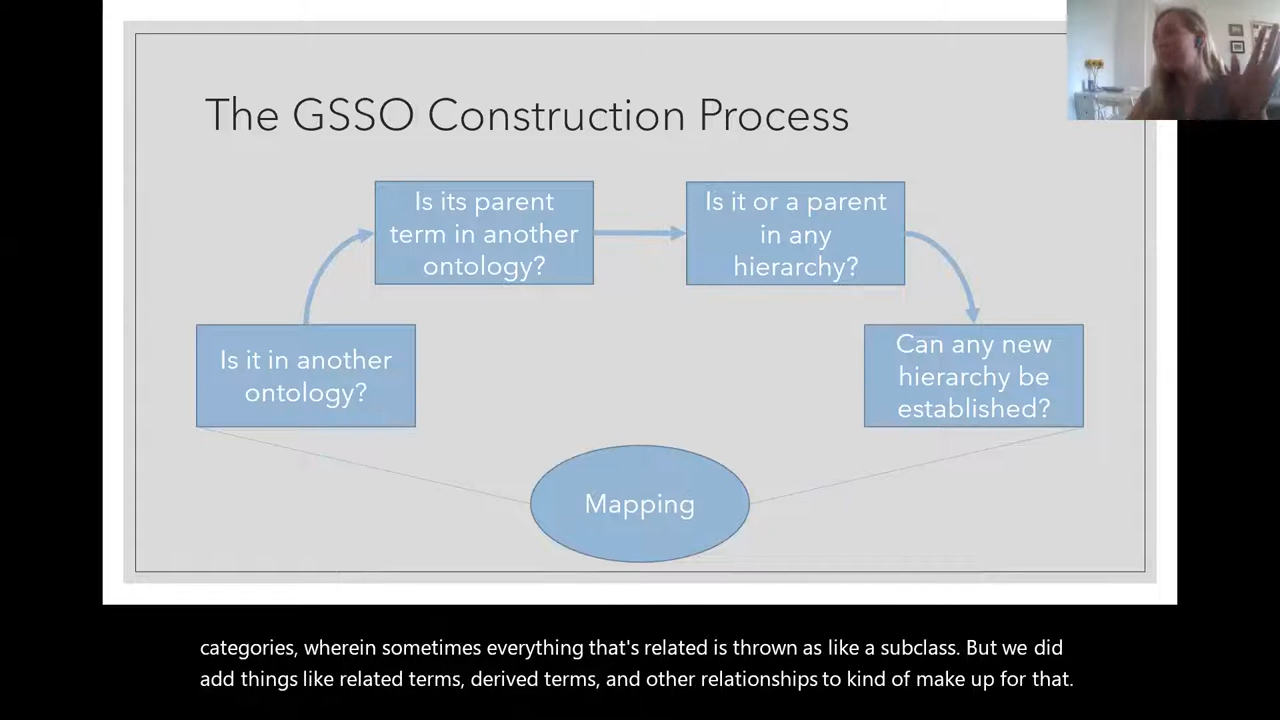 The GSSO Construction Process
Is its parent
term in another
ontology?
Is it or a parent
in any
hierarchy?
Is it in another
ontology?
Can any new
hierarchy be
established?
Mapping
categories, wherein sometimes everything that's related is thrown as like a subclass. But we did
add things like related terms, derived terms, and other relationships to kind of make up for that.